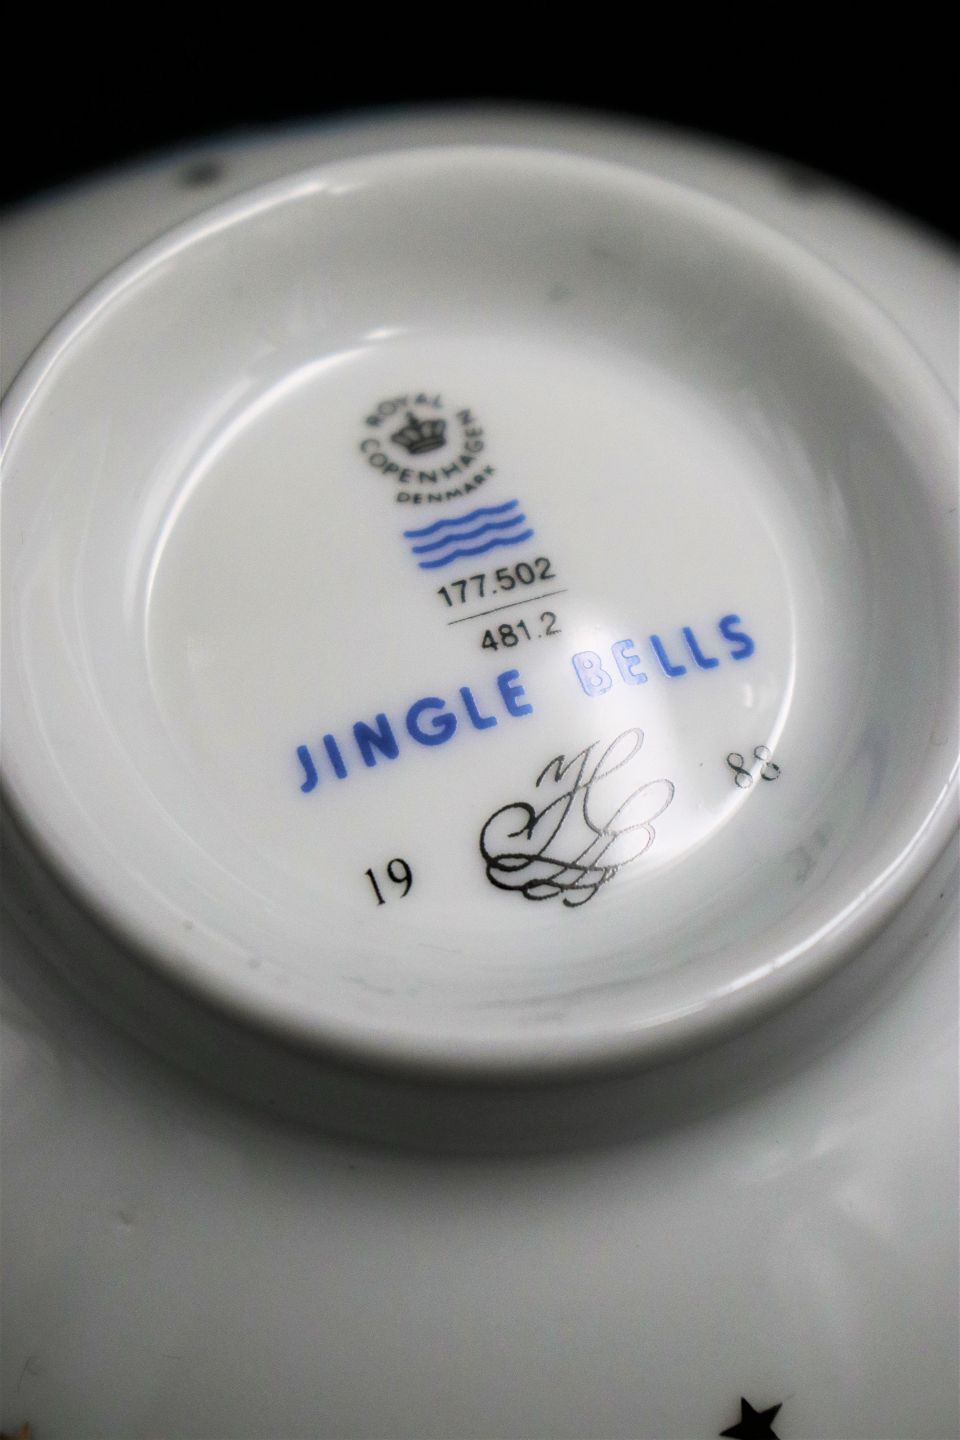 ROYAL COPENHAGEN
DENMARK
177.502
481.2
JINGLE BELLS
19 88